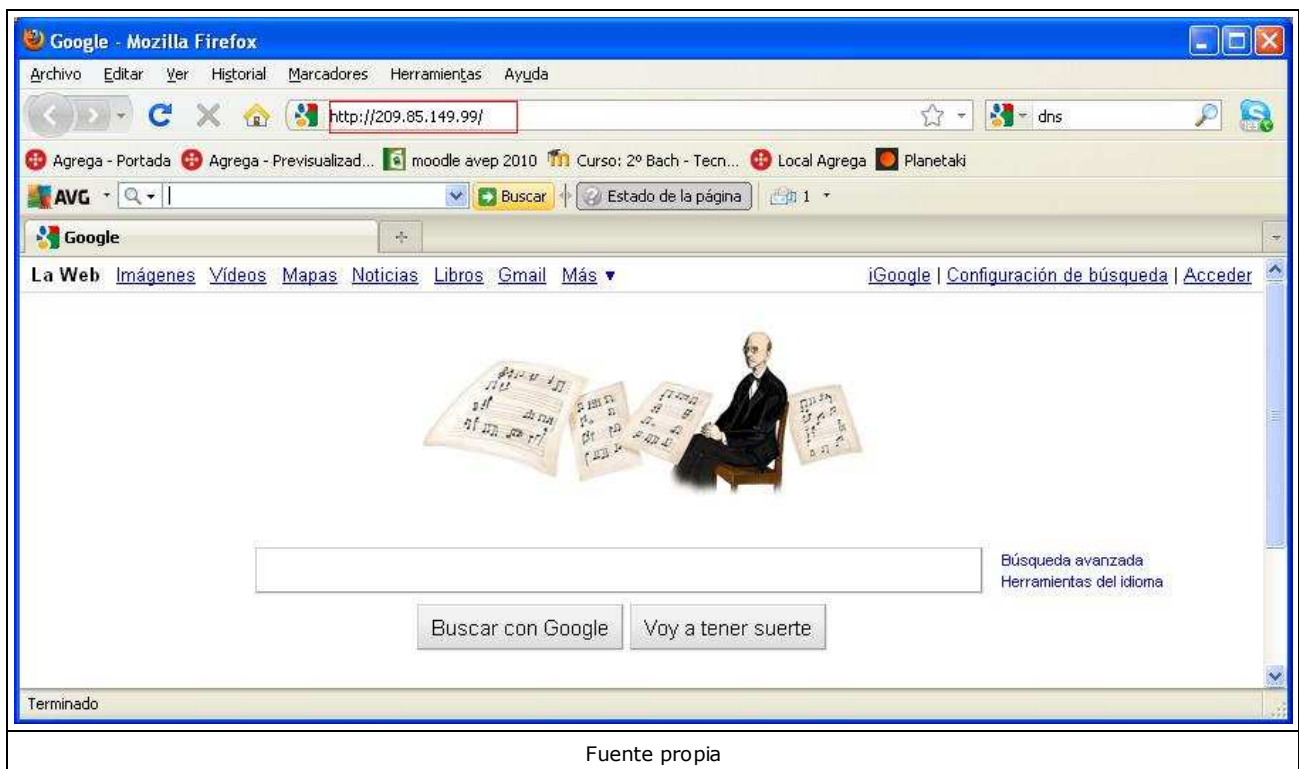 Google - Mozilla Firefox
Archivo Editar Ver Historial Marcadores Herramientas Ayuda
http://209.85.149.99/ dns
Agrega - Portada Agrega - Previsualizad... moodle avep 2010 Curso: 2º Bach - Tecn... Local Agrega Planetaki
AVG Buscar Estado de la página 1
Google
La Web Imágenes Vídeos Mapas Noticias Libros Gmail Más ▼ iGoogle | Configuración de búsqueda | Acceder
Búsqueda avanzada
Herramientas del idioma
Buscar con Google Voy a tener suerte
Terminado
Fuente propia